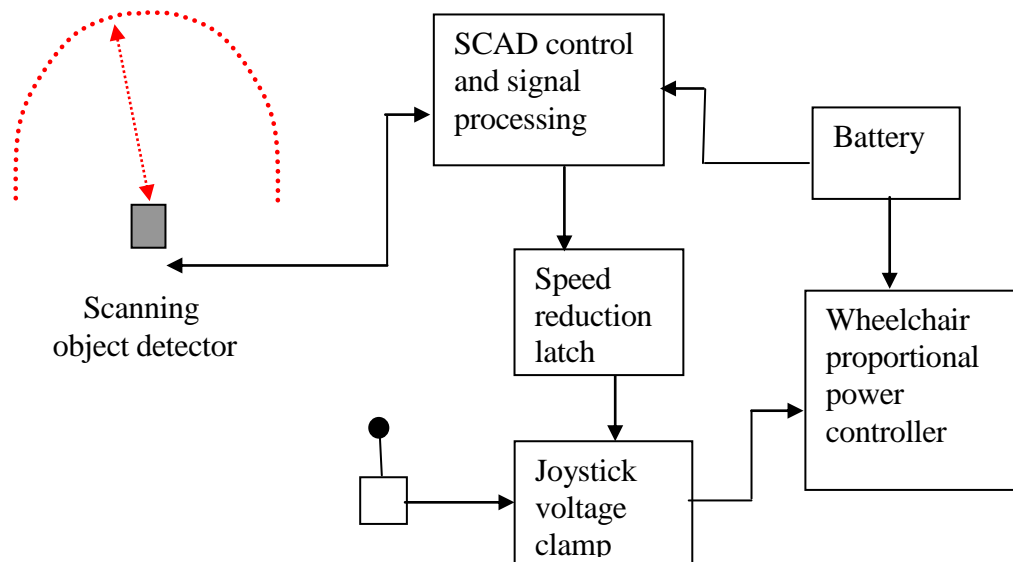 SCAD control
and signal
processing
Battery
Scanning
object detector
Speed
reduction
latch
Wheelchair
proportional
power
controller
Joystick
voltage
clamp